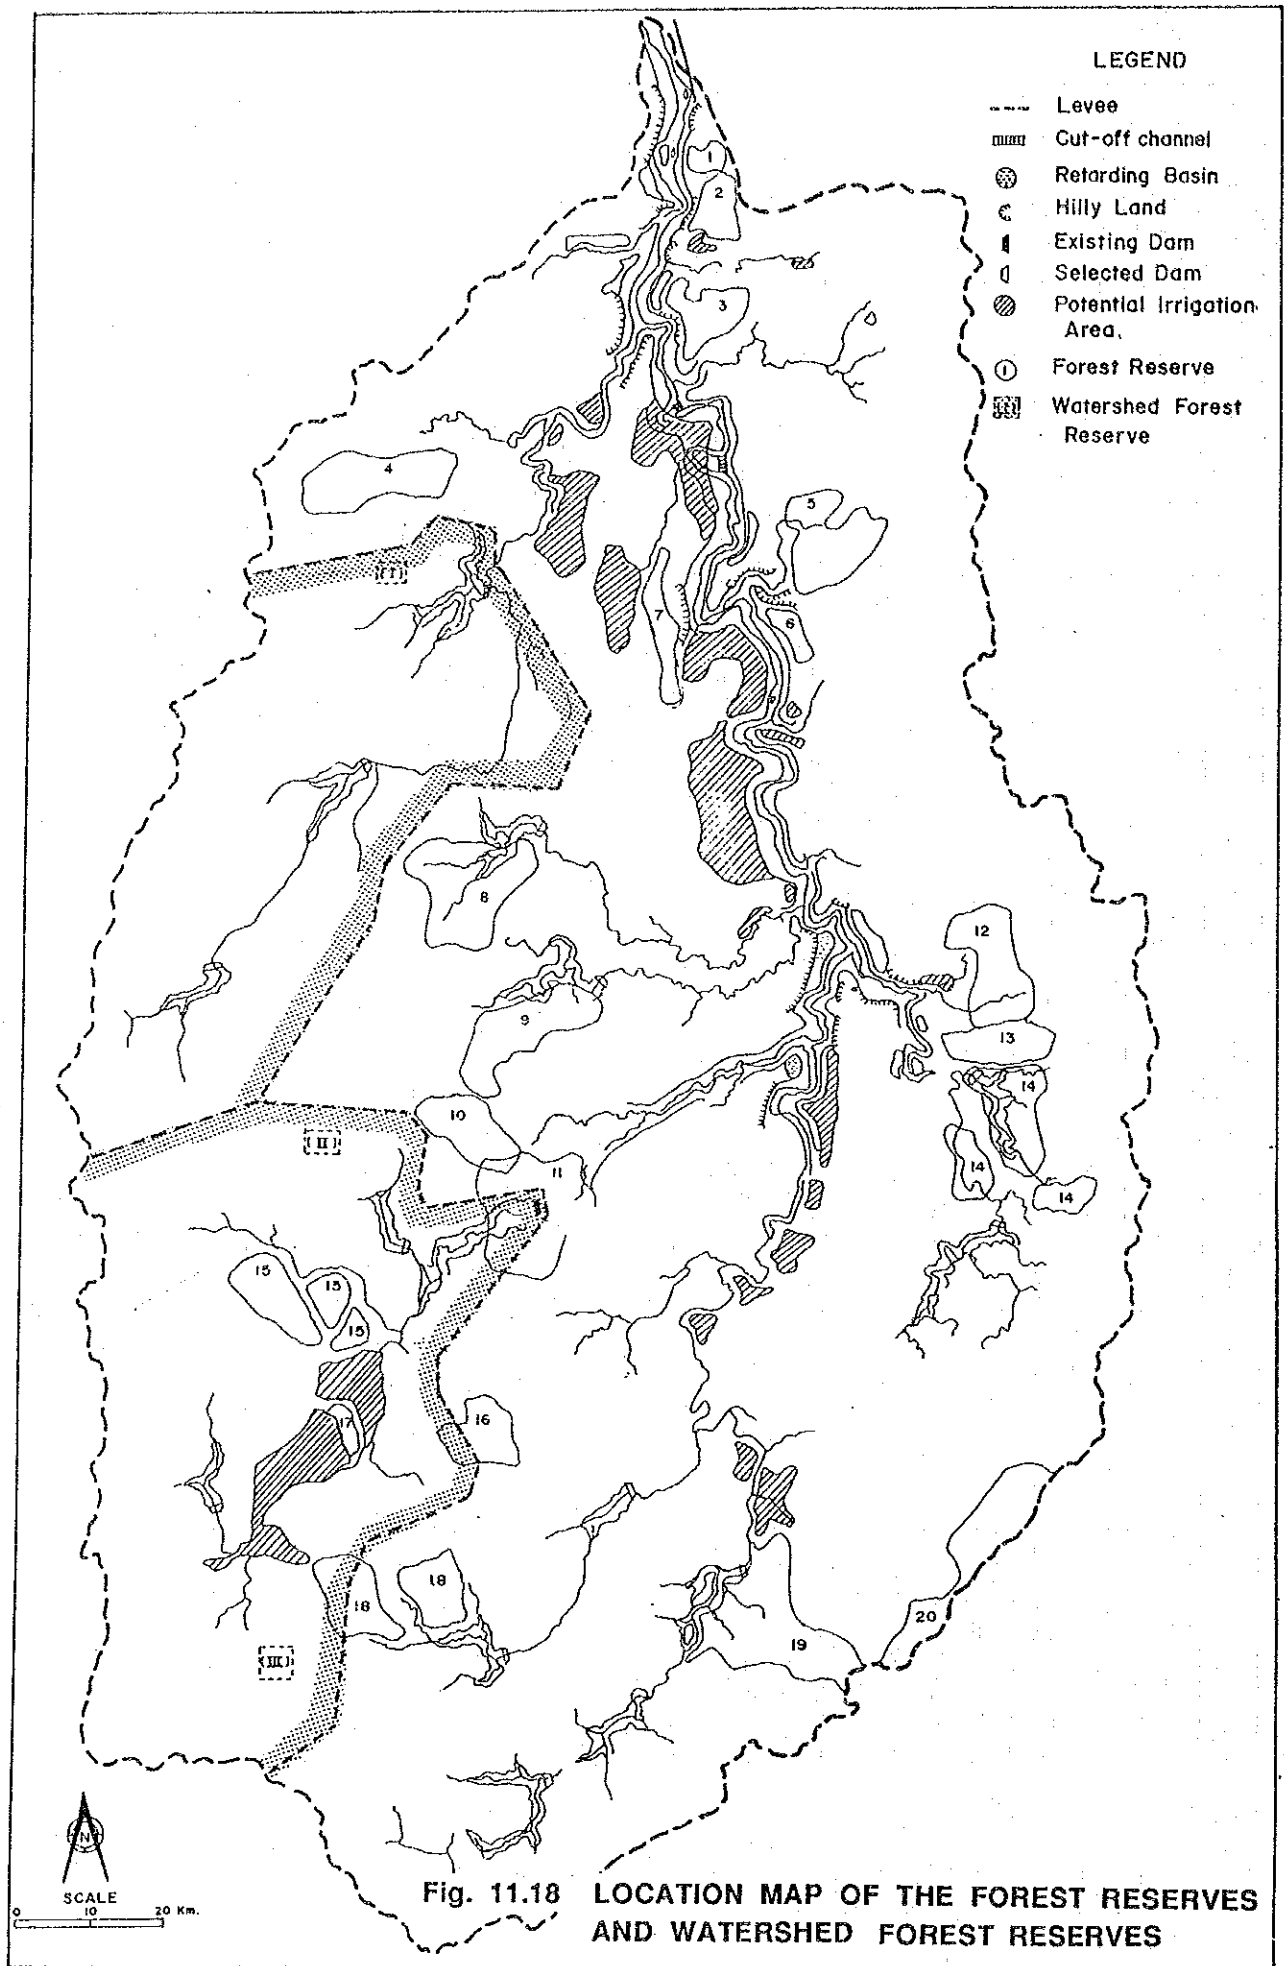 LEGEND
Levee
Cut-off channel
Retarding Basin
Hilly Land
Existing Dam
Selected Dam
Potential Irrigation
Area.
1 Forest Reserve
Watershed Forest
Reserve
1
2
3
4
5
(I)
7
6
8
12
9
13
10
14
(II)
11
14
14
15
15
15
16
17
18
18
20
19
(III)
N
SCALE
0 10 20 Km.
Fig. 11.18 LOCATION MAP OF THE FOREST RESERVES
AND WATERSHED FOREST RESERVES